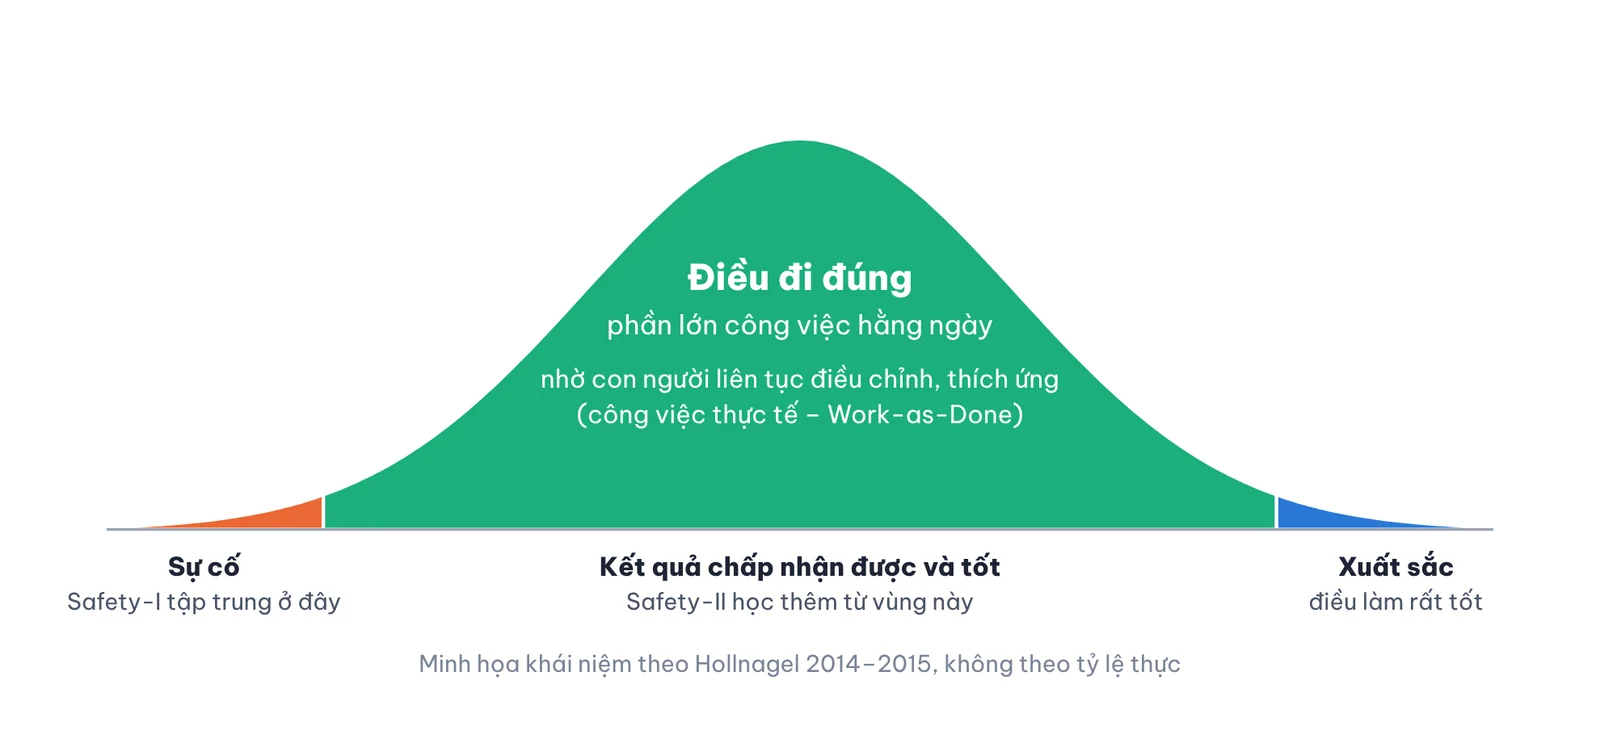 Điều đi đúng
phần lớn công việc hằng ngày
nhờ con người liên tục điều chỉnh, thích ứng
(công việc thực tế – Work-as-Done)
Sự cố
Safety-I tập trung ở đây
Kết quả chấp nhận được và tốt
Safety-II học thêm từ vùng này
Xuất sắc
điều làm rất tốt
Minh họa khái niệm theo Hollnagel 2014–2015, không theo tỷ lệ thực